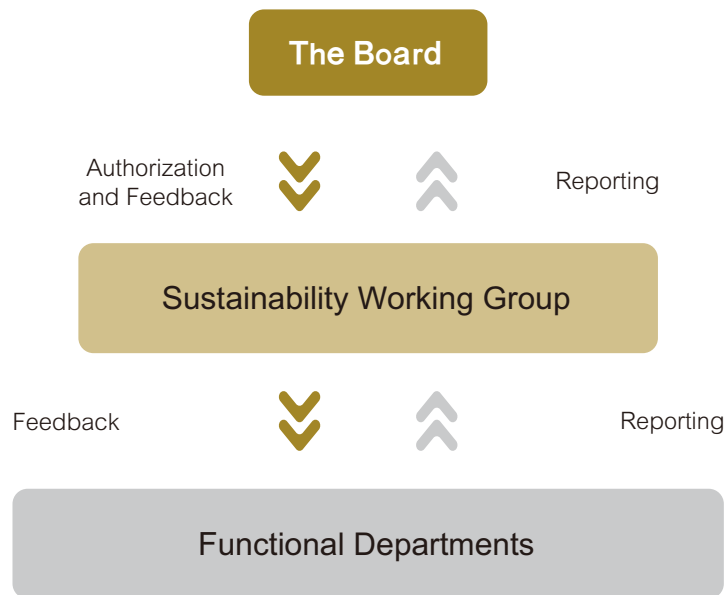 The Board
Authorization
and Feedback
Reporting
Sustainability Working Group
Feedback
Reporting
Functional Departments